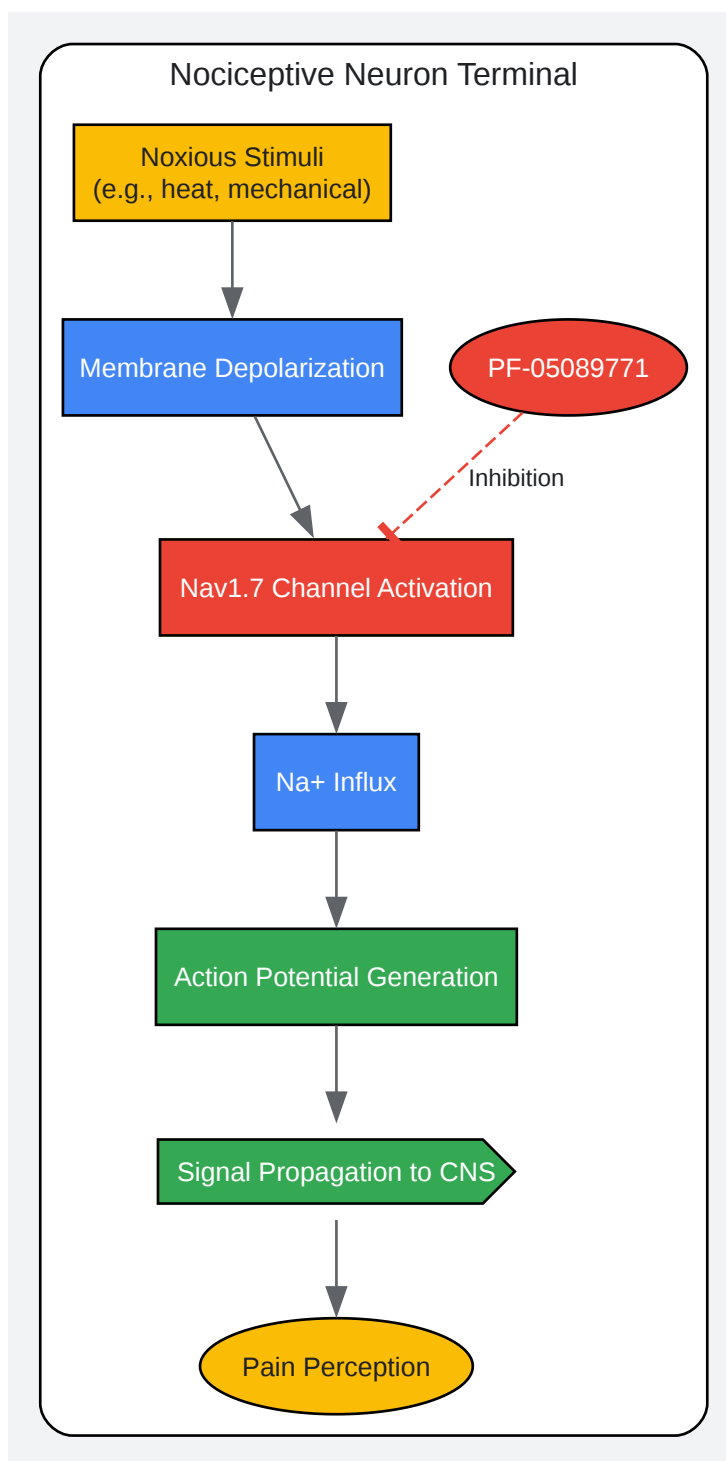 Nociceptive Neuron Terminal
Noxious Stimuli
(e.g., heat, mechanical)
Membrane Depolarization
PF-05089771
Inhibition
Nav1.7 Channel Activation
Na+ Influx
Action Potential Generation
Signal Propagation to CNS
Pain Perception